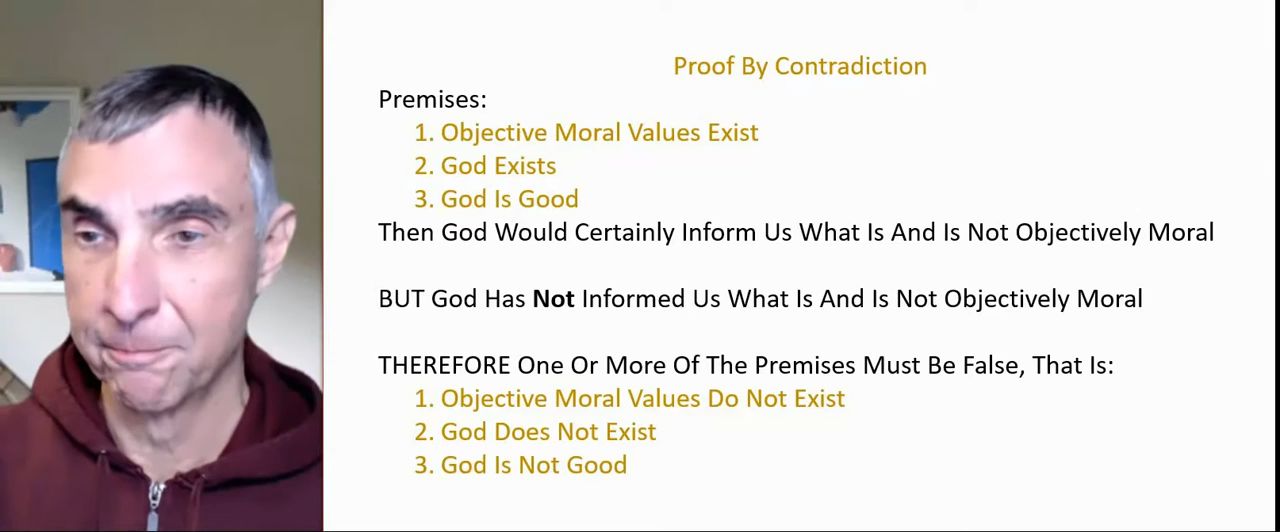 Proof By Contradiction
Premises:
1. Objective Moral Values Exist
2. God Exists
3. God Is Good
Then God Would Certainly Inform Us What Is And Is Not Objectively Moral
BUT God Has Not Informed Us What Is And Is Not Objectively Moral
THEREFORE One Or More Of The Premises Must Be False, That Is:
1. Objective Moral Values Do Not Exist
2. God Does Not Exist
3. God Is Not Good